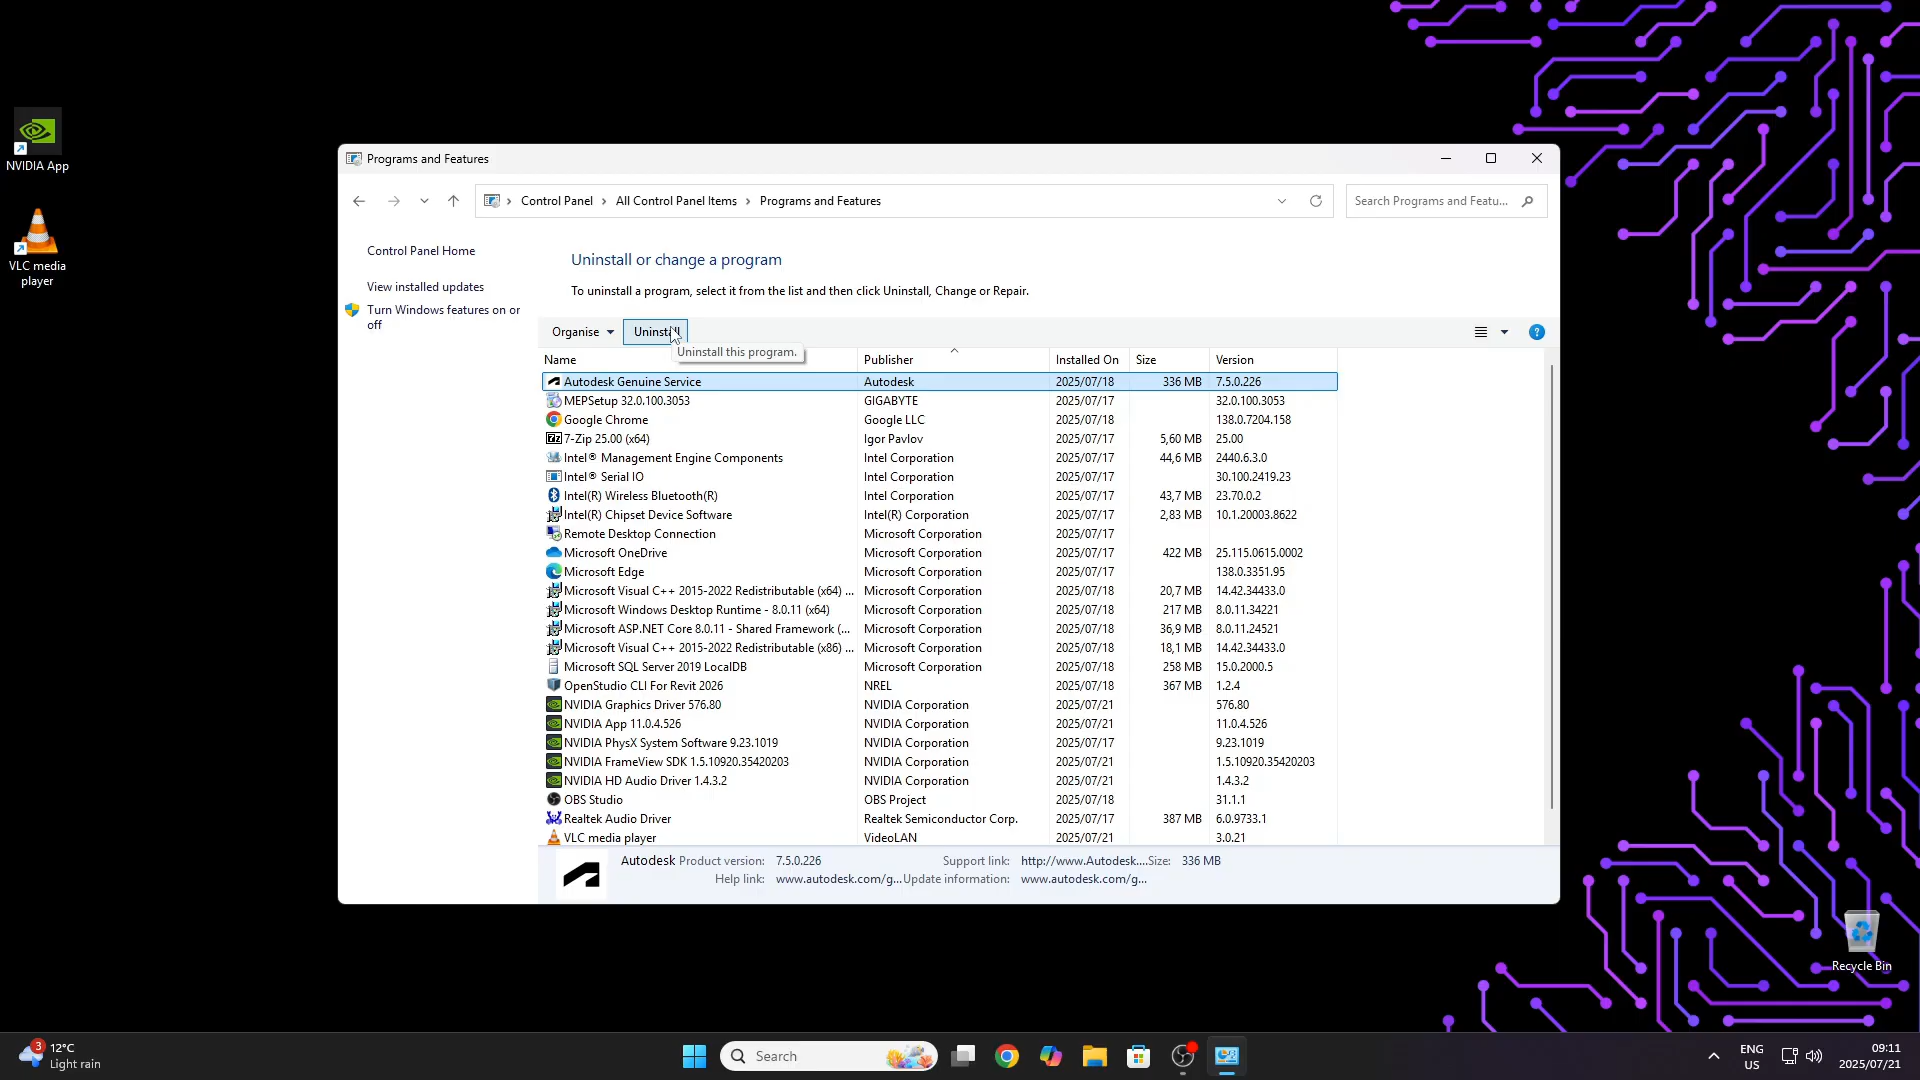 NVIDIA App
VLC media
player
Programs and Features
Control Panel
All Control Panel Items
Programs and Features
Search Programs and Featu...
Control Panel Home
View installed updates
Turn Windows features on or
off
Uninstall or change a program
To uninstall a program, select it from the list and then click Uninstall, Change or Repair.
Organise
Uninstall
Uninstall this program.
Name Publisher Installed On Size Version
Autodesk Genuine Service Autodesk 2025/07/18 336 MB 7.5.0.226
MEPSetup 32.0.100.3053 GIGABYTE 2025/07/17 32.0.100.3053
Google Chrome Google LLC 2025/07/18 138.0.7204.158
7-Zip 25.00 (x64) Igor Pavlov 2025/07/17 5,60 MB 25.00
Intel® Management Engine Components Intel Corporation 2025/07/17 44,6 MB 2440.6.3.0
Intel® Serial IO Intel Corporation 2025/07/17 30.100.2419.23
Intel(R) Wireless Bluetooth(R) Intel Corporation 2025/07/17 43,7 MB 23.70.0.2
Intel(R) Chipset Device Software Intel(R) Corporation 2025/07/17 2,83 MB 10.1.20003.8622
Remote Desktop Connection Microsoft Corporation 2025/07/17
Microsoft OneDrive Microsoft Corporation 2025/07/17 422 MB 25.115.0615.0002
Microsoft Edge Microsoft Corporation 2025/07/17 138.0.3351.95
Microsoft Visual C++ 2015-2022 Redistributable (x64) ... Microsoft Corporation 2025/07/18 20,7 MB 14.42.34433.0
Microsoft Windows Desktop Runtime - 8.0.11 (x64) Microsoft Corporation 2025/07/18 217 MB 8.0.11.34221
Microsoft ASP.NET Core 8.0.11 - Shared Framework (... Microsoft Corporation 2025/07/18 36,9 MB 8.0.11.24521
Microsoft Visual C++ 2015-2022 Redistributable (x86) ... Microsoft Corporation 2025/07/18 18,1 MB 14.42.34433.0
Microsoft SQL Server 2019 LocalDB Microsoft Corporation 2025/07/18 258 MB 15.0.2000.5
OpenStudio CLI For Revit 2026 NREL 2025/07/18 367 MB 1.2.4
NVIDIA Graphics Driver 576.80 NVIDIA Corporation 2025/07/21 576.80
NVIDIA App 11.0.4.526 NVIDIA Corporation 2025/07/21 11.0.4.526
NVIDIA PhysX System Software 9.23.1019 NVIDIA Corporation 2025/07/17 9.23.1019
NVIDIA FrameView SDK 1.5.10920.35420203 NVIDIA Corporation 2025/07/21 1.5.10920.35420203
NVIDIA HD Audio Driver 1.4.3.2 NVIDIA Corporation 2025/07/21 1.4.3.2
OBS Studio OBS Project 2025/07/18 31.1.1
Realtek Audio Driver Realtek Semiconductor Corp. 2025/07/17 387 MB 6.0.9733.1
VLC media player VideoLAN 2025/07/21 3.0.21
Autodesk Product version: 7.5.0.226 Support link: http://www.Autodesk.... Size: 336 MB
Help link: www.autodesk.com/g... Update information: www.autodesk.com/g...
Recycle Bin
3
12°C
Light rain
Search
ENG
US
09:11
2025/07/21